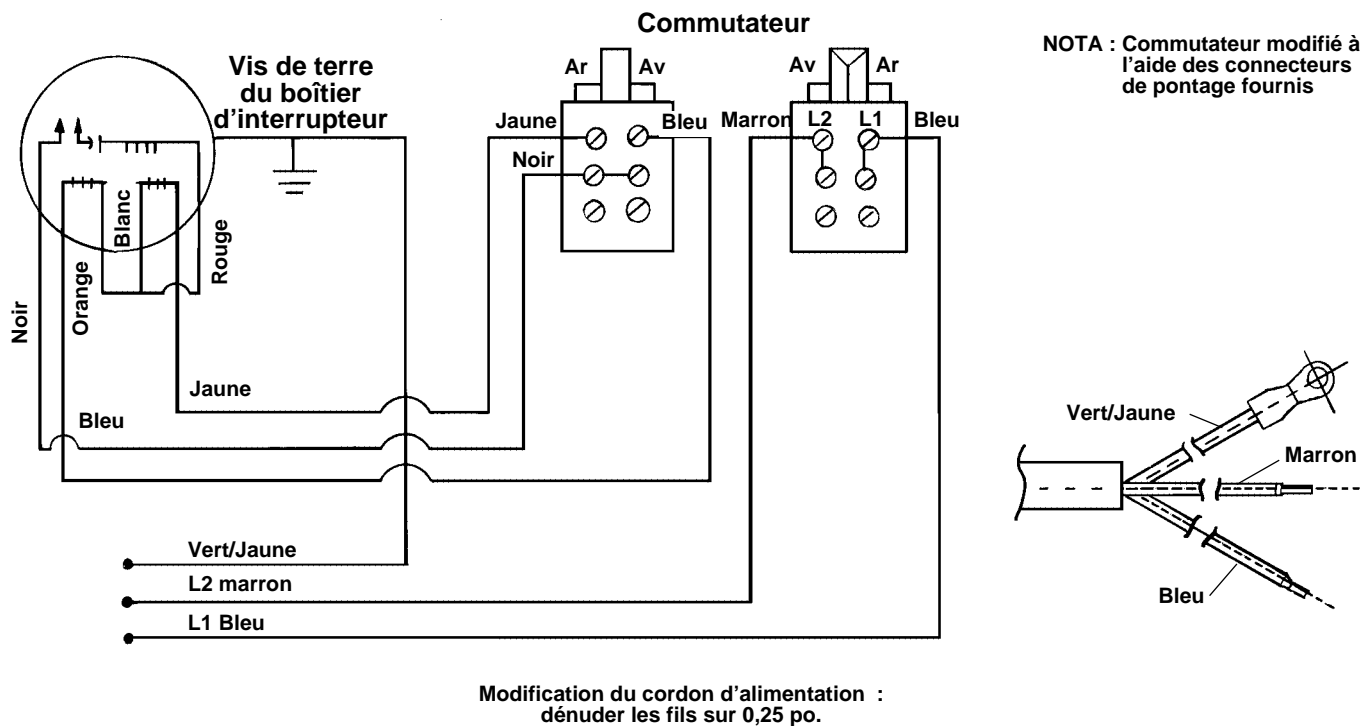 Commutateur
NOTA : Commutateur modifié à
l'aide des connecteurs
de pontage fournis
Vis de terre
du boîtier
d'interrupteur
Ar
Av
Av
Ar
Jaune
Bleu
Marron
L2
L1
Bleu
Noir
Blanc
Rouge
Orange
Noir
Jaune
Bleu
Vert/Jaune
Marron
Bleu
Vert/Jaune
L2 marron
L1 Bleu
Modification du cordon d'alimentation :
dénuder les fils sur 0,25 po.